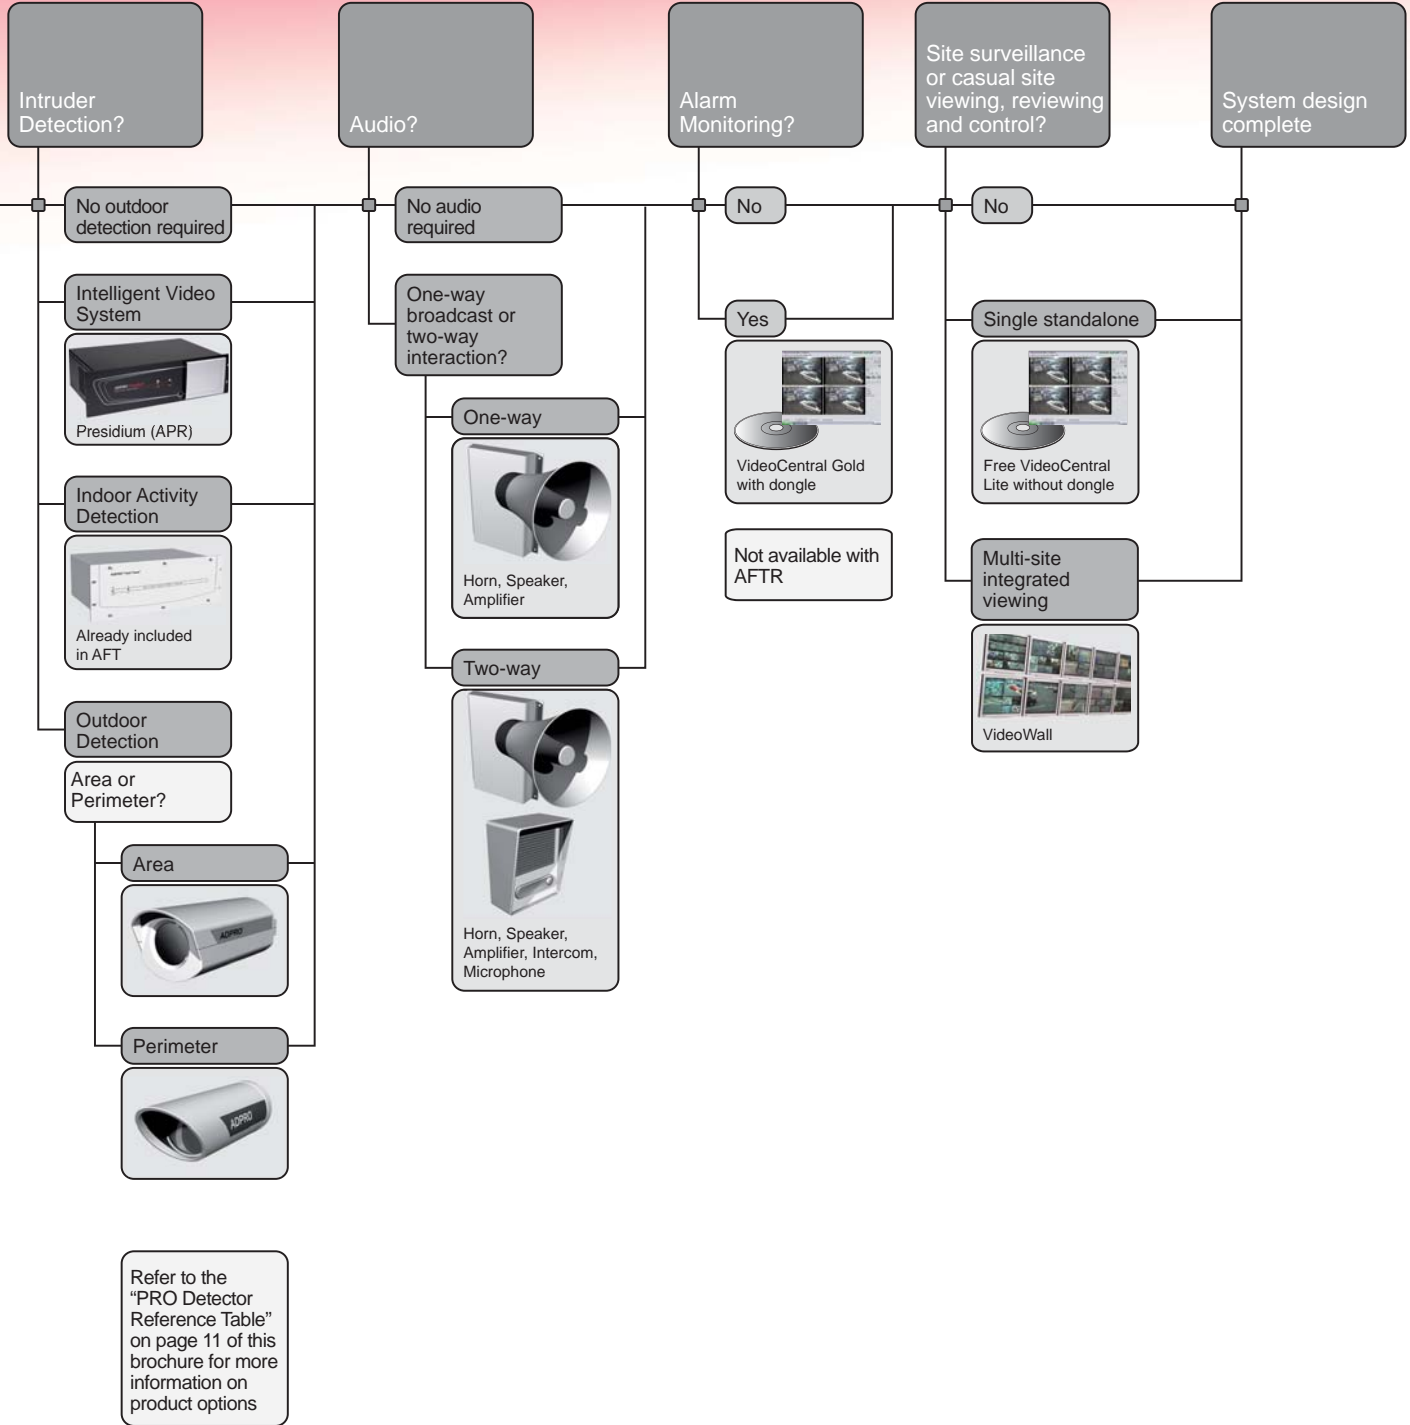 Intruder
Detection?
No outdoor
detection required
Intelligent Video
System
Presidium (APR)
Indoor Activity
Detection
Already included
in AFT
Outdoor
Detection
Area or
Perimeter?
Area
ADPRO
Perimeter
ADPRO
Refer to the
“PRO Detector
Reference Table”
on page 11 of this
brochure for more
information on
product options
Audio?
No audio
required
One-way
broadcast or
two-way
interaction?
One-way
Horn, Speaker,
Amplifier
Two-way
Horn, Speaker,
Amplifier, Intercom,
Microphone
Alarm
Monitoring?
No
Yes
VideoCentral Gold
with dongle
Not available with
AFTR
Site surveillance
or casual site
viewing, reviewing
and control?
No
Single standalone
Free VideoCentral
Lite without dongle
Multi-site
integrated
viewing
VideoWall
System design
complete